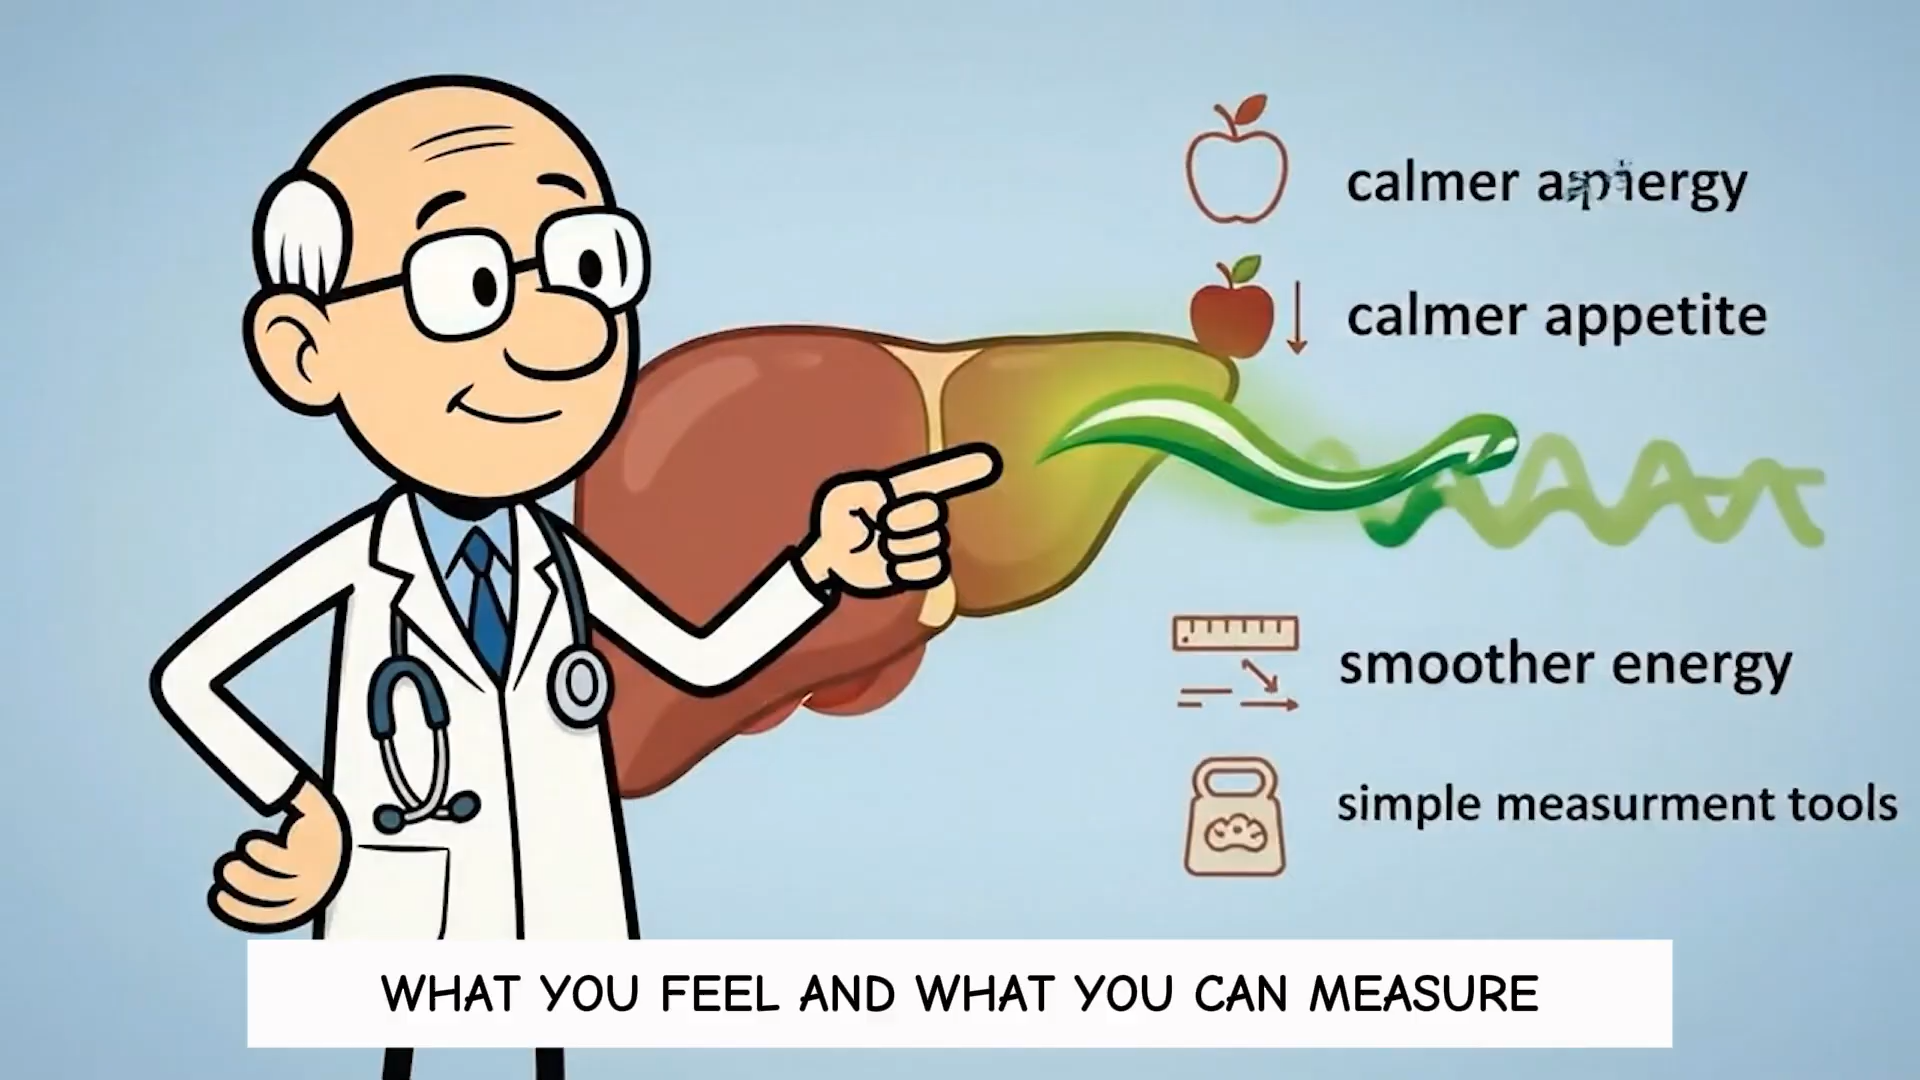 calmer
calmer appetite
smoother energy
simple measurment tools
WHAT YOU FEEL AND WHAT YOU CAN MEASURE